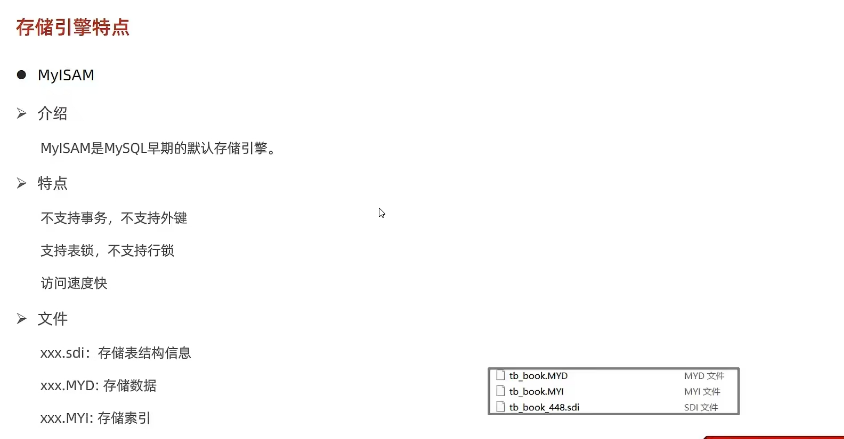 存储引擎特点
● MyISAM
➢ 介绍
MyISAM是MySQL早期的默认存储引擎。
➢ 特点
不支持事务，不支持外键
支持表锁，不支持行锁
访问速度快
➢ 文件
xxx.sdi：存储表结构信息
xxx.MYD: 存储数据
xxx.MYI: 存储索引
tb_book.MYD MYD 文件
tb_book.MYI MYI 文件
tb_book_448.sdi SDI 文件